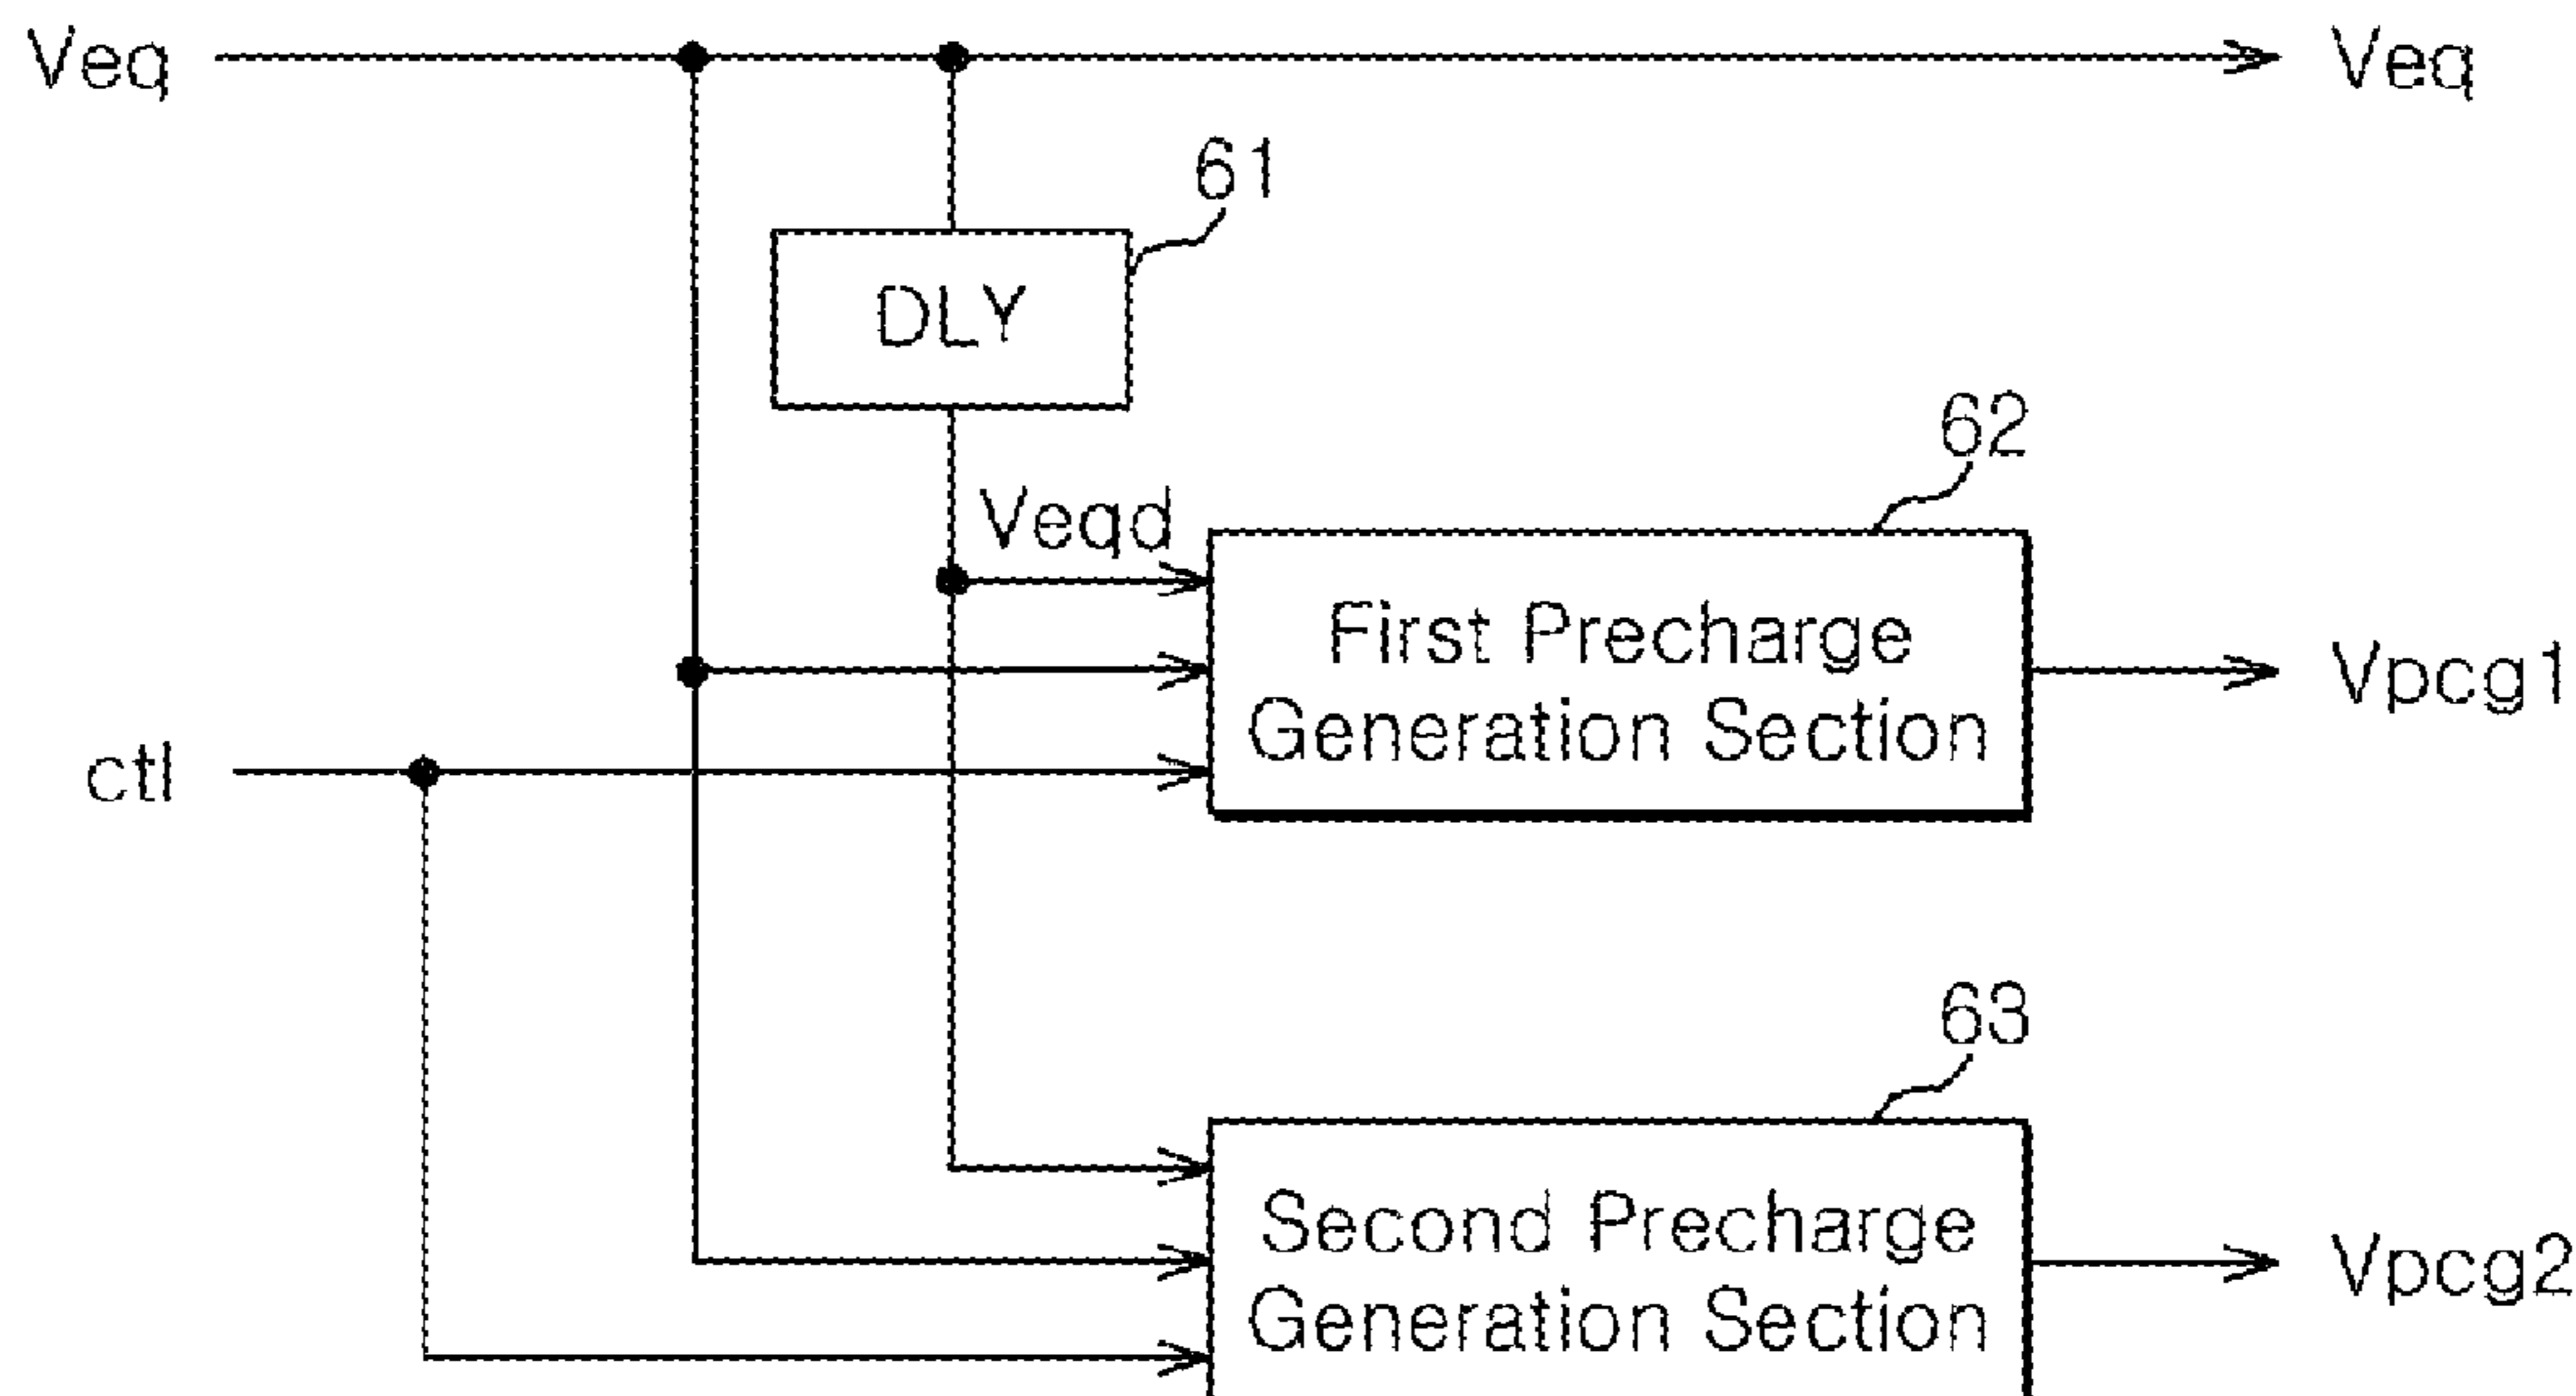 Veq
Veq
61
DLY
62
Veqd
First Precharge
Generation Section
Vpcg1
ctl
63
Second Precharge
Generation Section
Vpcg2